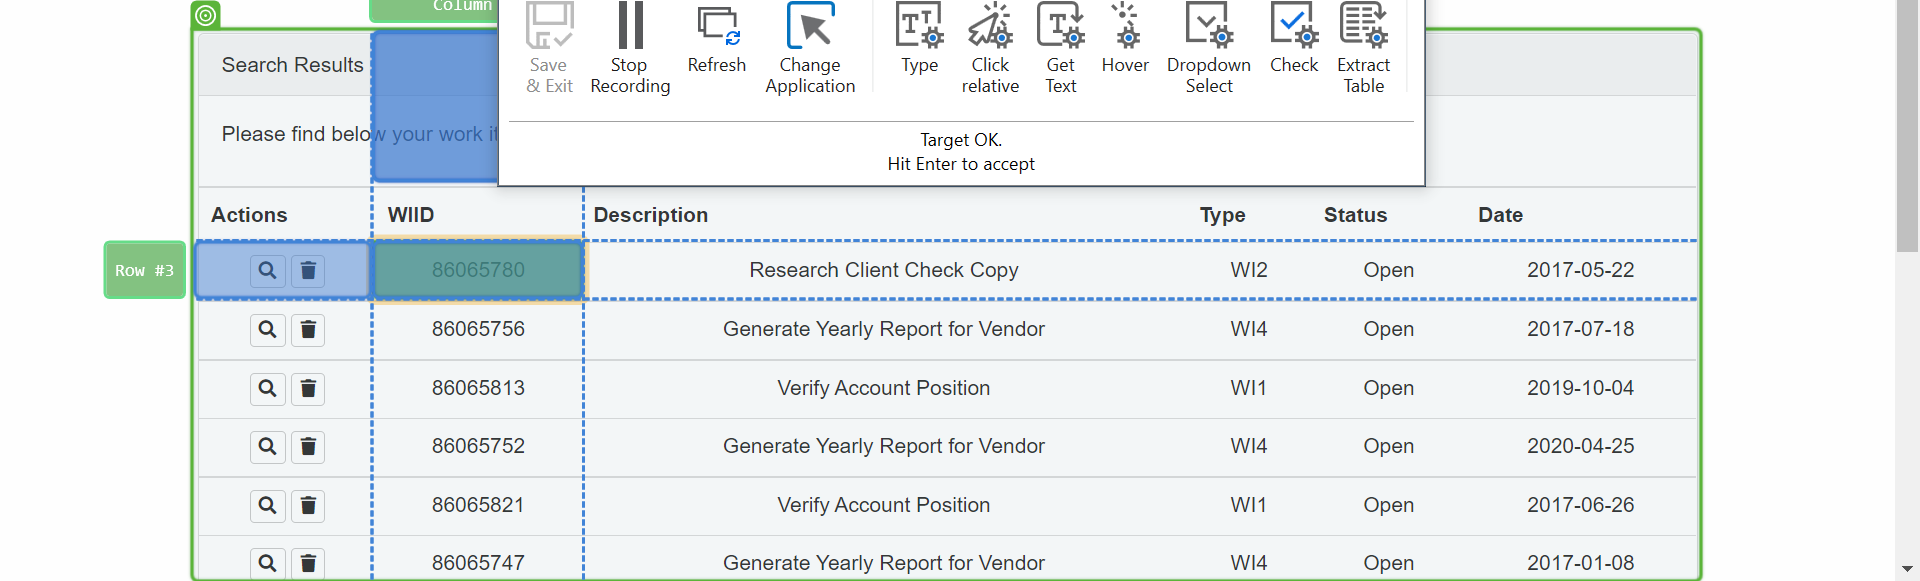 Column
Save & Exit
Stop Recording
Refresh
Change Application
Type
Click relative
Get Text
Hover
Dropdown Select
Check
Extract Table
Target OK.
Hit Enter to accept
Search Results
Please find below your work it
Actions WIID Description Type Status Date
Row #3
86065780 Research Client Check Copy WI2 Open 2017-05-22
86065756 Generate Yearly Report for Vendor WI4 Open 2017-07-18
86065813 Verify Account Position WI1 Open 2019-10-04
86065752 Generate Yearly Report for Vendor WI4 Open 2020-04-25
86065821 Verify Account Position WI1 Open 2017-06-26
86065747 Generate Yearly Report for Vendor WI4 Open 2017-01-08